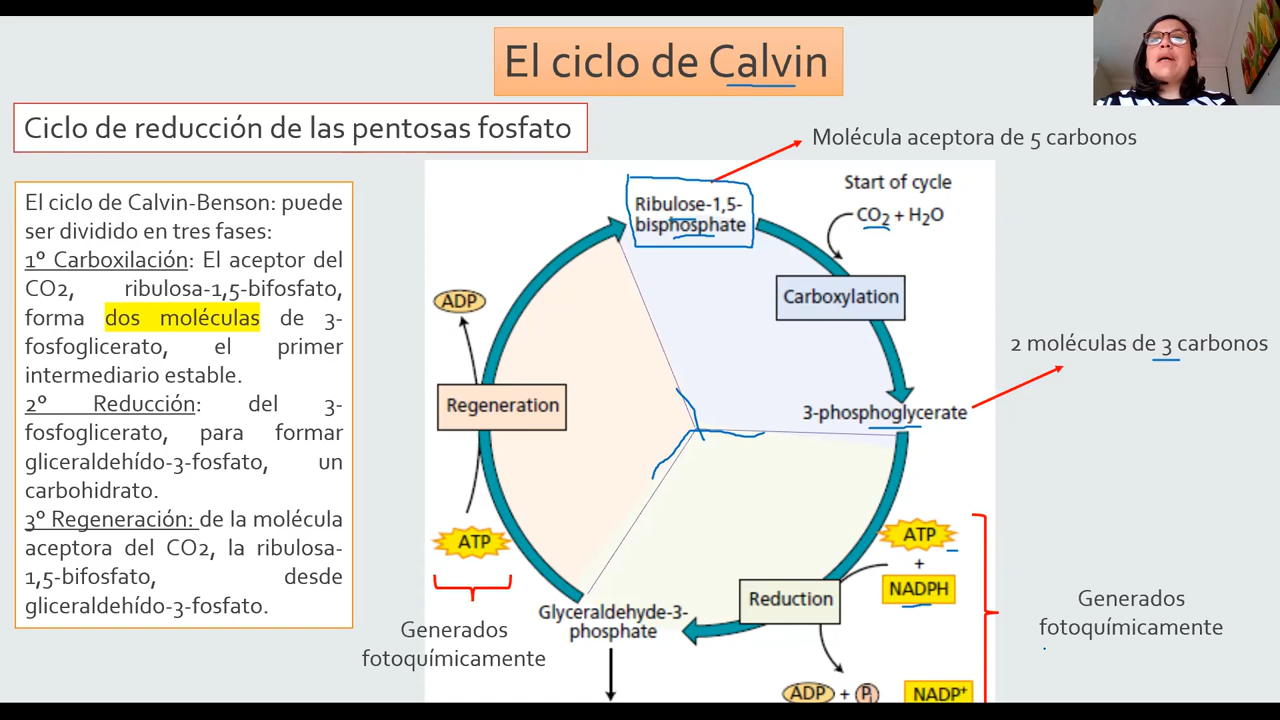 El ciclo de Calvin
Ciclo de reducción de las pentosas fosfato
El ciclo de Calvin-Benson: puede
ser dividido en tres fases:
1º Carboxilación: El aceptor del
CO2, ribulosa-1,5-bifosfato,
forma dos moléculas de 3-
fosfoglicerato, el primer
intermediario estable.
2º Reducción: del 3-
fosfoglicerato, para formar
gliceraldehído-3-fosfato, un
carbohidrato.
3º Regeneración: de la molécula
aceptora del CO2, la ribulosa-
1,5-bifosfato, desde
gliceraldehído-3-fosfato.
Molécula aceptora de 5 carbonos
Ribulose-1,5-
bisphosphate
Start of cycle
CO₂ + H₂O
Carboxylation
2 moléculas de 3 carbonos
3-phosphoglycerate
ADP
Regeneration
ATP
Generados
fotoquímicamente
ATP
+
NADPH
Generados
fotoquímicamente
Reduction
Glyceraldehyde-3-
phosphate
ADP + Pi
NADP⁺